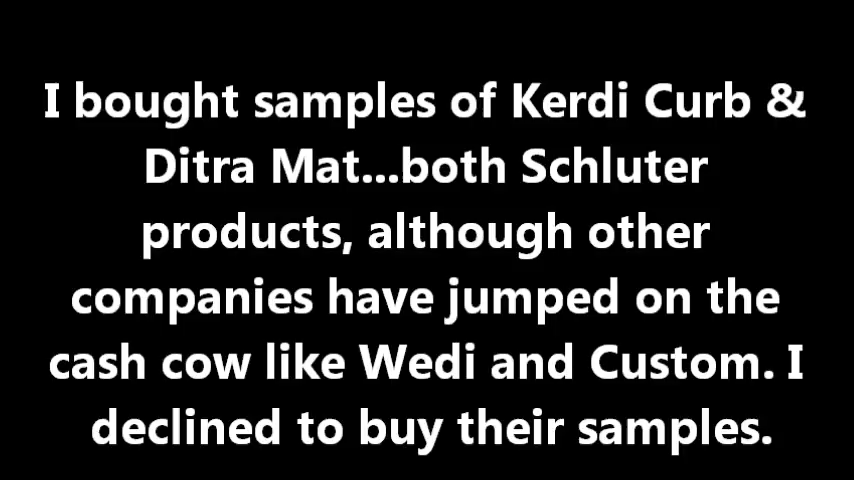 I bought samples of Kerdi Curb &
Ditra Mat...both Schluter
products, although other
companies have jumped on the
cash cow like Wedi and Custom. I
declined to buy their samples.